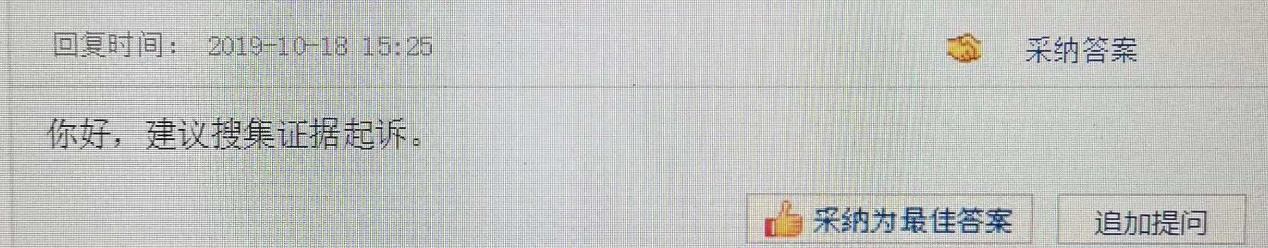 回复时间： 2019-10-18 15:25 采纳答案
你好，建议搜集证据起诉。
采纳为最佳答案 追加提问